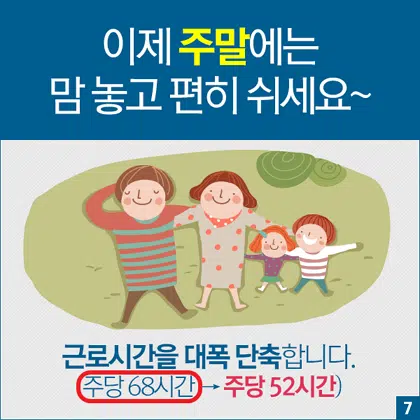 이제 주말에는
맘 놓고 편히 쉬세요~
근로시간을 대폭 단축합니다.
주당 68시간 → 주당 52시간)
7